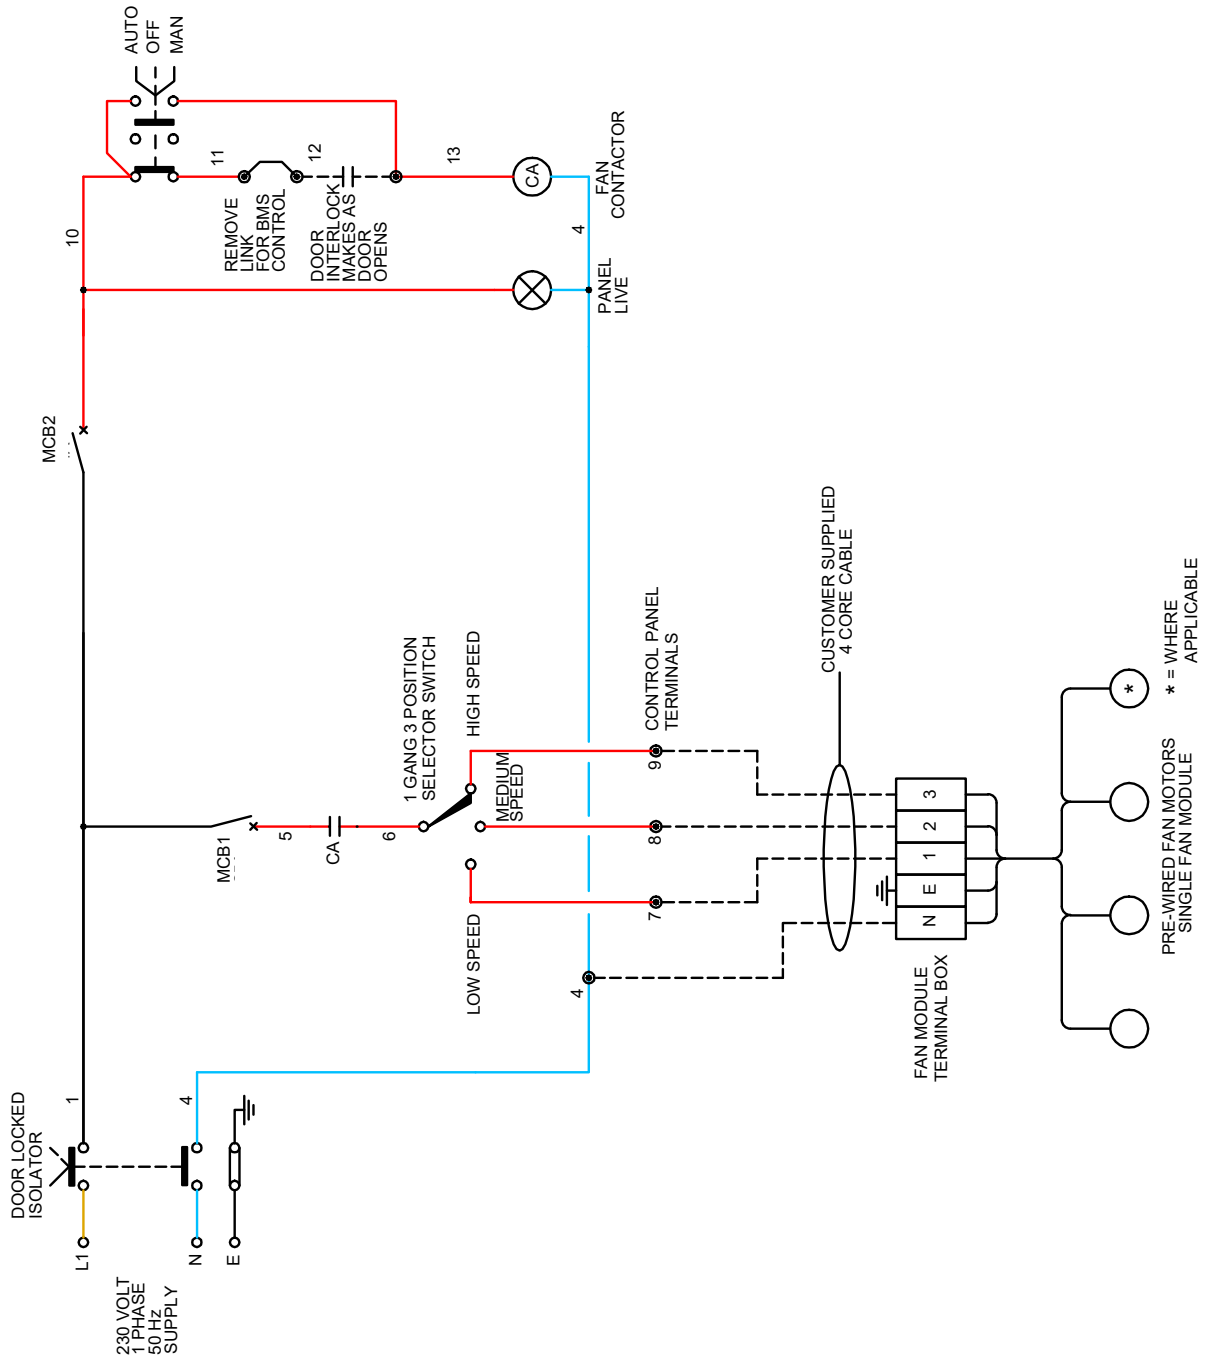 DOOR LOCKED
ISOLATOR
230 VOLT
1 PHASE
50 Hz
SUPPLY
L1
N
E
1
4
MCB1
5
CA
6
1 GANG 3 POSITION
SELECTOR SWITCH
LOW SPEED
MEDIUM
SPEED
HIGH SPEED
4
7
8
9
CONTROL PANEL
TERMINALS
CUSTOMER SUPPLIED
4 CORE CABLE
N
E
1
2
3
FAN MODULE
TERMINAL BOX
PRE-WIRED FAN MOTORS
SINGLE FAN MODULE
*
* = WHERE
APPLICABLE
MCB2
10
AUTO
OFF
MAN
11
12
13
REMOVE
LINK
FOR BMS
CONTROL
DOOR
INTERLOCK
MAKES AS
DOOR
OPENS
CA
FAN
CONTACTOR
4
PANEL
LIVE